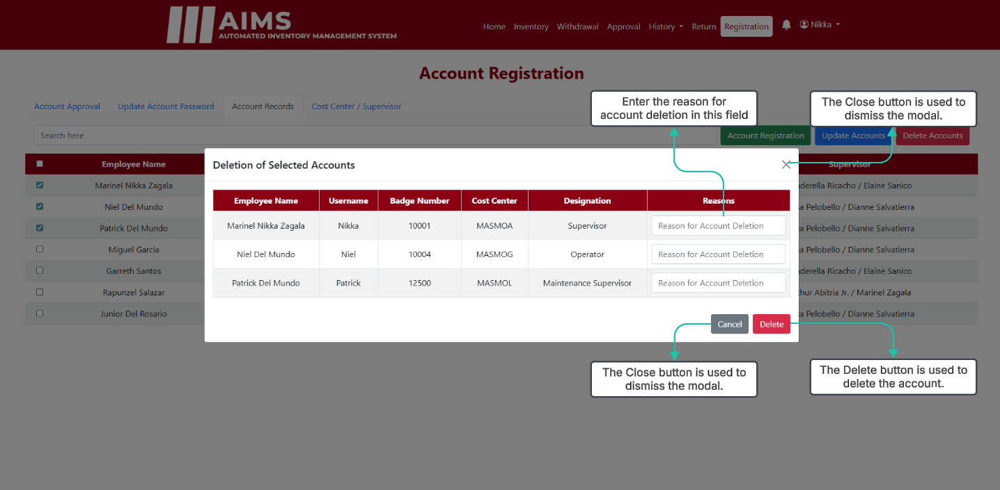 AIMS
AUTOMATED INVENTORY MANAGEMENT SYSTEM
Home Inventory Withdrawal Approval History Return Registration Nikka
Account Registration
Account Approval Update Account Password Account Records Cost Center / Supervisor
Enter the reason for
account deletion in this field
The Close button is used to
dismiss the modal.
Search here Account Registration Update Accounts Delete Accounts
Employee Name Supervisor
Marinel Nikka Zagala derella Ricacho / Elaine Sanico
Niel Del Mundo a Pelobello / Dianne Salvatierra
Patrick Del Mundo a Pelobello / Dianne Salvatierra
Miguel Garcia a Pelobello / Dianne Salvatierra
Garreth Santos derella Ricacho / Elaine Sanico
Rapunzel Salazar hur Abitria Jr. / Marinel Zagala
Junior Del Rosario a Pelobello / Dianne Salvatierra
Deletion of Selected Accounts
Employee Name Username Badge Number Cost Center Designation Reasons
Marinel Nikka Zagala Nikka 10001 MASMOA Supervisor Reason for Account Deletion
Niel Del Mundo Niel 10004 MASMOG Operator Reason for Account Deletion
Patrick Del Mundo Patrick 12500 MASMOL Maintenance Supervisor Reason for Account Deletion
Cancel Delete
The Close button is used to
dismiss the modal.
The Delete button is used to
delete the account.